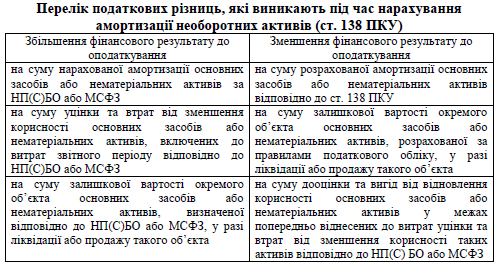 Перелік податкових різниць, які виникають під час нарахування
амортизації необоротних активів (ст. 138 ПКУ)
Збільшення фінансового результату до
оподаткування
Зменшення фінансового результату до
оподаткування
на суму нарахованої амортизації основних
засобів або нематеріальних активів за
НП(С)БО або МСФЗ
на суму розрахованої амортизації основних
засобів або нематеріальних активів
відповідно до ст. 138 ПКУ
на суму уцінки та втрат від зменшення
корисності основних засобів або
нематеріальних активів, включених до
витрат звітного періоду відповідно до
НП(С)БО або МСФЗ
на суму залишкової вартості окремого
об’єкта основних засобів або
нематеріальних активів, розрахованої за
правилами податкового обліку, у разі
ліквідації або продажу такого об’єкта
на суму залишкової вартості окремого
об’єкта основних засобів або
нематеріальних активів, визначеної
відповідно до НП(С)БО або МСФЗ, у разі
ліквідації або продажу такого об’єкта
на суму дооцінки та вигід від відновлення
корисності основних засобів або
нематеріальних активів у межах
попередньо віднесених до витрат уцінки та
втрат від зменшення корисності таких
активів відповідно до НП(С) БО або МСФЗ